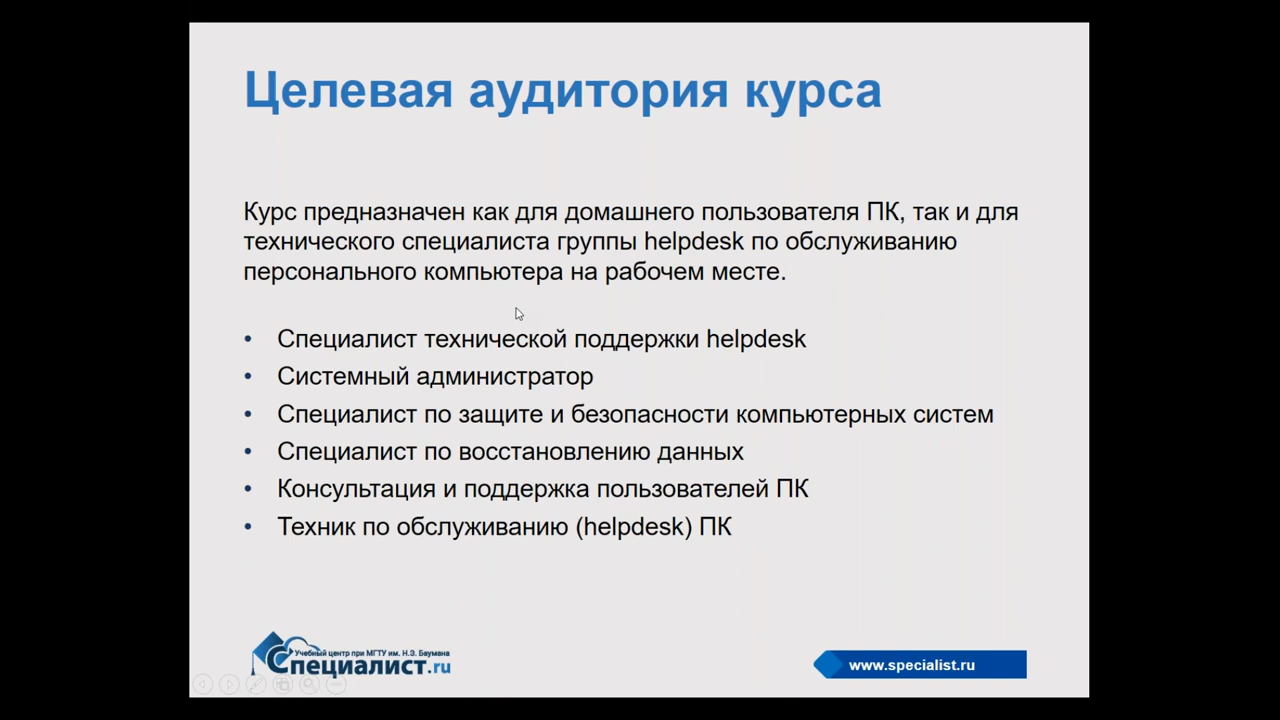 Целевая аудитория курса
Курс предназначен как для домашнего пользователя ПК, так и для
технического специалиста группы helpdesk по обслуживанию
персонального компьютера на рабочем месте.
• Специалист технической поддержки helpdesk
• Системный администратор
• Специалист по защите и безопасности компьютерных систем
• Специалист по восстановлению данных
• Консультация и поддержка пользователей ПК
• Техник по обслуживанию (helpdesk) ПК
Учебный центр при МГТУ им. Н.Э. Баумана
Специалист.ru
www.specialist.ru